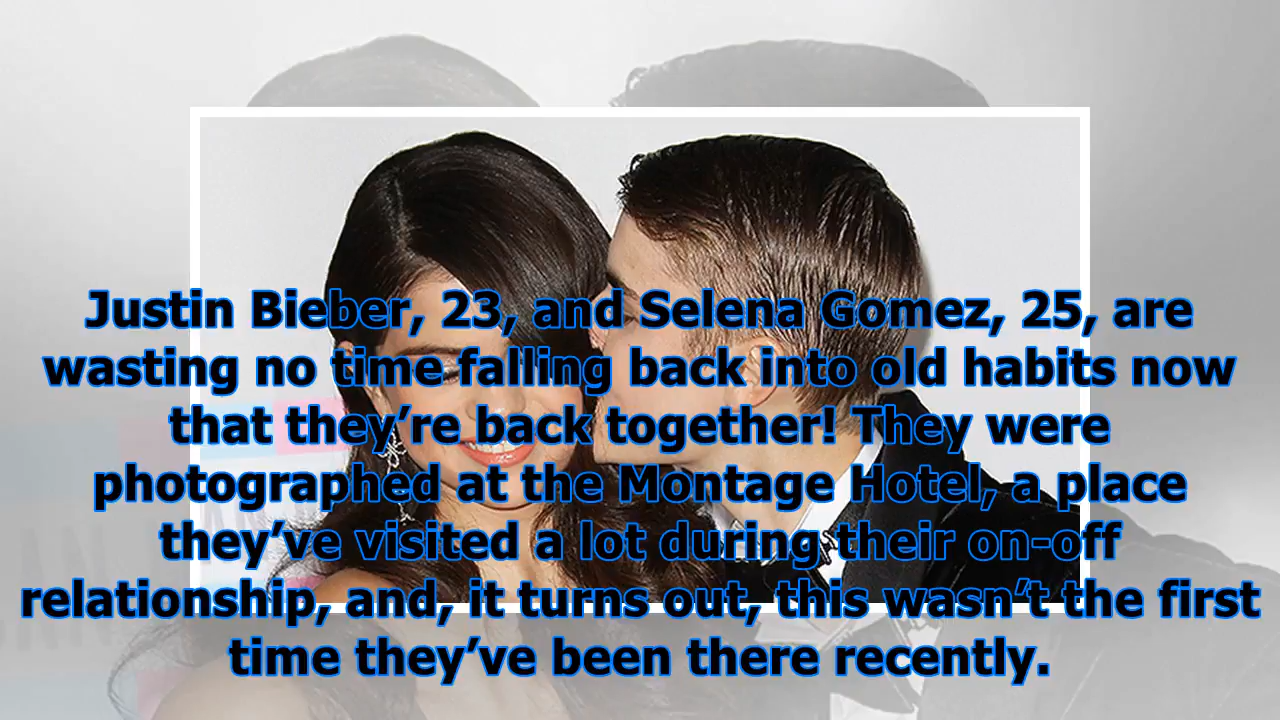 Justin Bieber, 23, and Selena Gomez, 25, are
wasting no time falling back into old habits now
that they’re back together! They were
photographed at the Montage Hotel, a place
they’ve visited a lot during their on-off
relationship, and, it turns out, this wasn’t the first
time they’ve been there recently.